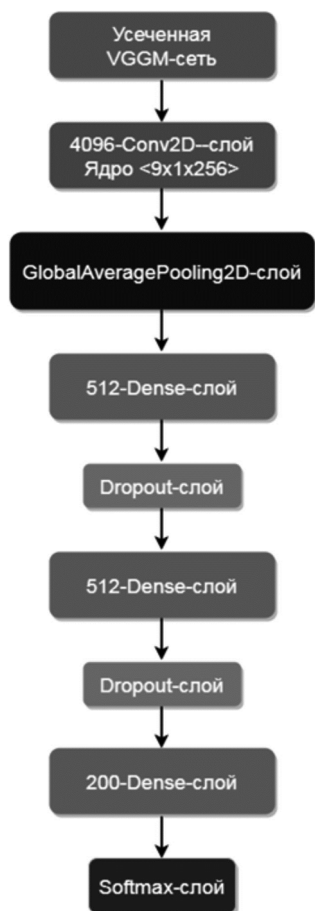 Усеченная
VGGM-сеть
4096-Conv2D--слой
Ядро <9x1x256>
GlobalAveragePooling2D-слой
512-Dense-слой
Dropout-слой
512-Dense-слой
Dropout-слой
200-Dense-слой
Softmax-слой